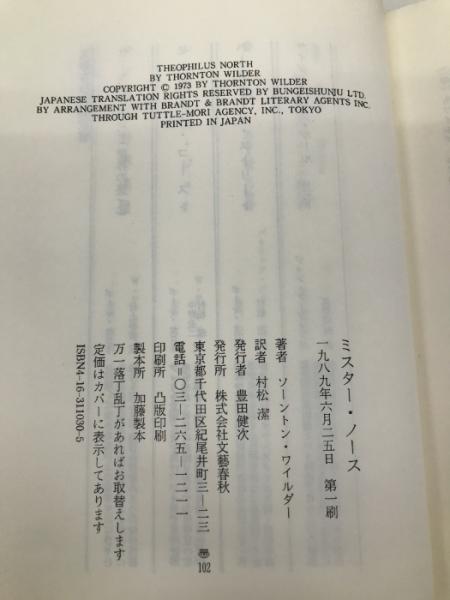 THEOPHILUS NORTH
BY THORNTON WILDER
COPYRIGHT © 1973 BY THORNTON WILDER
JAPANESE TRANSLATION RIGHTS RESERVED BY BUNGEISHUNJU LTD.
BY ARRANGEMENT WITH BRANDT & BRANDT LITERARY AGENTS INC.
THROUGH TUTTLE-MORI AGENCY, INC., TOKYO
PRINTED IN JAPAN
ミスター・ノース
一九八九年六月二五日 第一刷
著者 ソーントン・ワイルダー
訳者 村松 潔
発行者 豊田健次
発行所 株式会社文藝春秋
東京都千代田区紀尾井町三―二三 102
電話=〇三―二六五―一二一一
印刷所 凸版印刷
製本所 加藤製本
万一落丁乱丁があればお取替えします
定価はカバーに表示してあります
ISBN4-16-311030-5